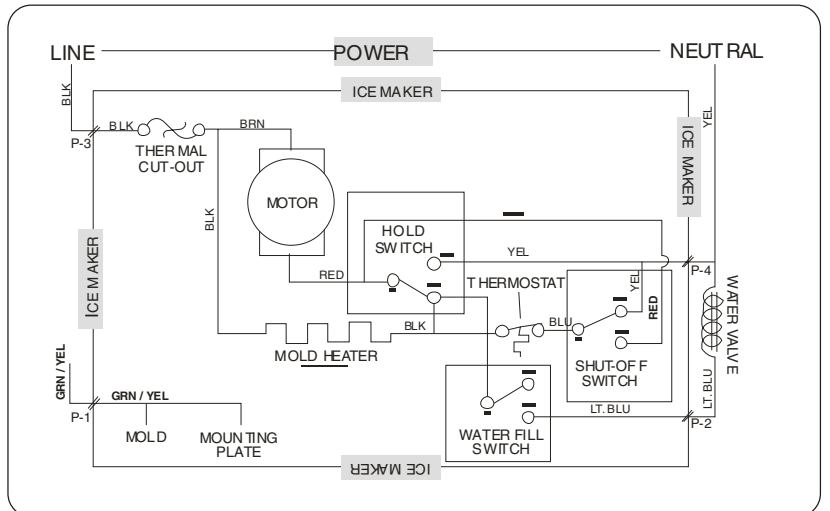 LINE POWER NEUTRAL
BLK
YEL
ICE MAKER
BLK
P-3
BRN
THERMAL
CUT-OUT
ICE MAKER
MOTOR
BLK
HOLD
SWITCH
ICE MAKER
RED
YEL
P-4
THERMOSTAT
YEL
RED
WATER VALVE
BLK
BLU
MOLD HEATER
SHUT-OFF
SWITCH
GRN / YEL
GRN / YEL
LT. BLU
LT. BLU
P-1
P-2
MOLD
MOUNTING
PLATE
WATER FILL
SWITCH
ICE MAKER